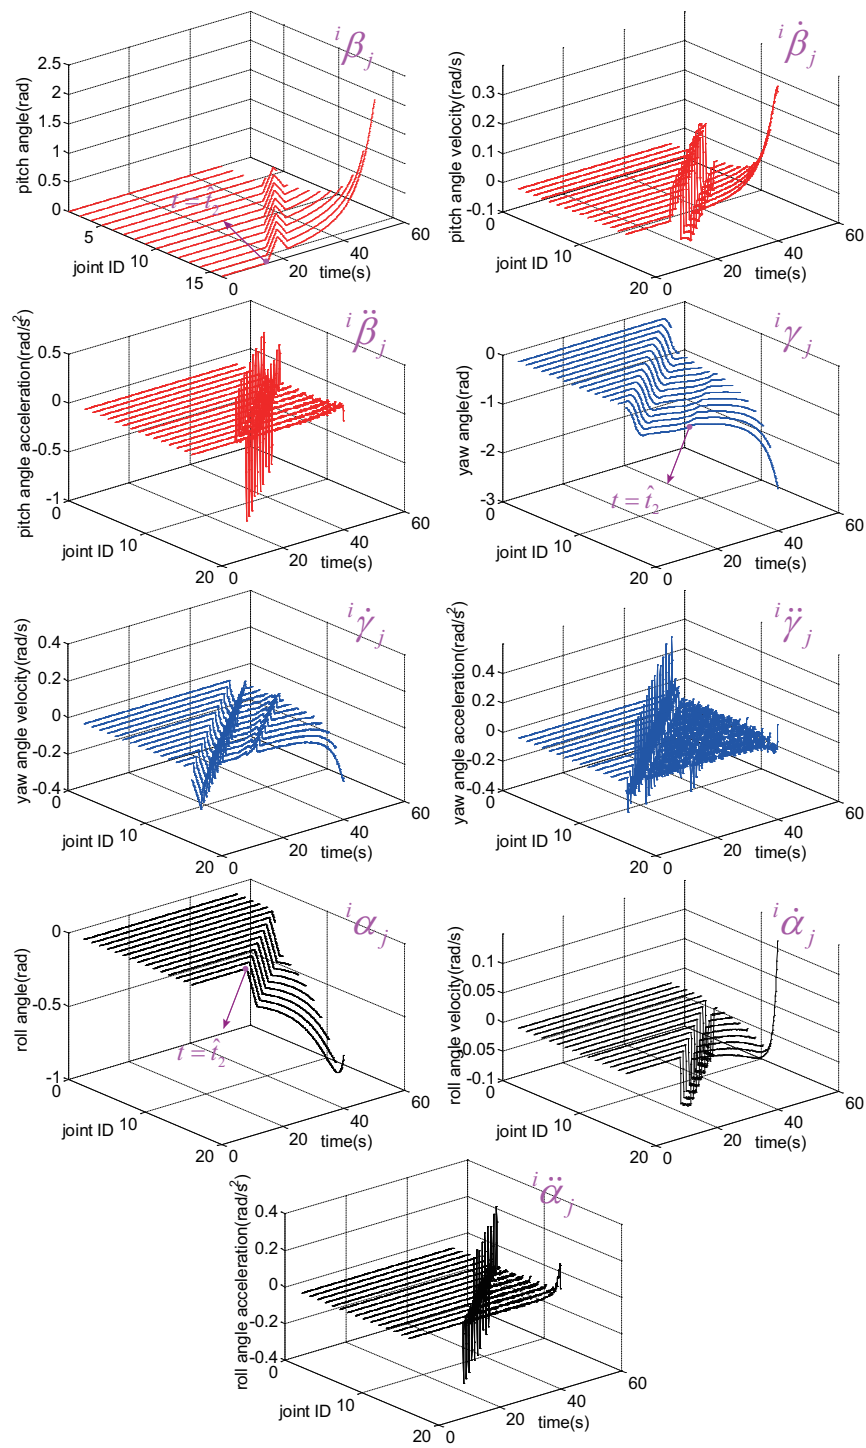 ⁱβⱼ
2.5
2
1.5
1
0.5
0
pitch angle(rad)
t = t̂₂
5
10
15
joint ID
0
20
40
60
time(s)
ⁱβ̇ⱼ
0.3
0.2
0.1
0
-0.1
pitch angle velocity(rad/s)
0
10
20
joint ID
0
20
40
60
time(s)
ⁱβ̈ⱼ
0.5
0
-0.5
-1
pitch angle acceleration(rad/s²)
0
10
20
joint ID
0
20
40
60
time(s)
ⁱγⱼ
0
-1
-2
-3
yaw angle(rad)
t = t̂₂
0
10
20
joint ID
0
20
40
60
time(s)
ⁱγ̇ⱼ
0.4
0.2
0
-0.2
-0.4
yaw angle velocity(rad/s)
0
10
20
joint ID
0
20
40
60
time(s)
ⁱγ̈ⱼ
0.4
0.2
0
-0.2
-0.4
yaw angle acceleration(rad/s²)
0
10
20
joint ID
0
20
40
60
time(s)
ⁱαⱼ
0
-0.5
-1
roll angle(rad)
t = t̂₂
0
10
20
joint ID
0
20
40
60
time(s)
ⁱα̇ⱼ
0.1
0.05
0
-0.05
-0.1
roll angle velocity(rad/s)
0
10
20
joint ID
0
20
40
60
time(s)
ⁱα̈ⱼ
0.4
0.2
0
-0.2
-0.4
roll angle acceleration(rad/s²)
0
10
20
joint ID
0
20
40
60
time(s)